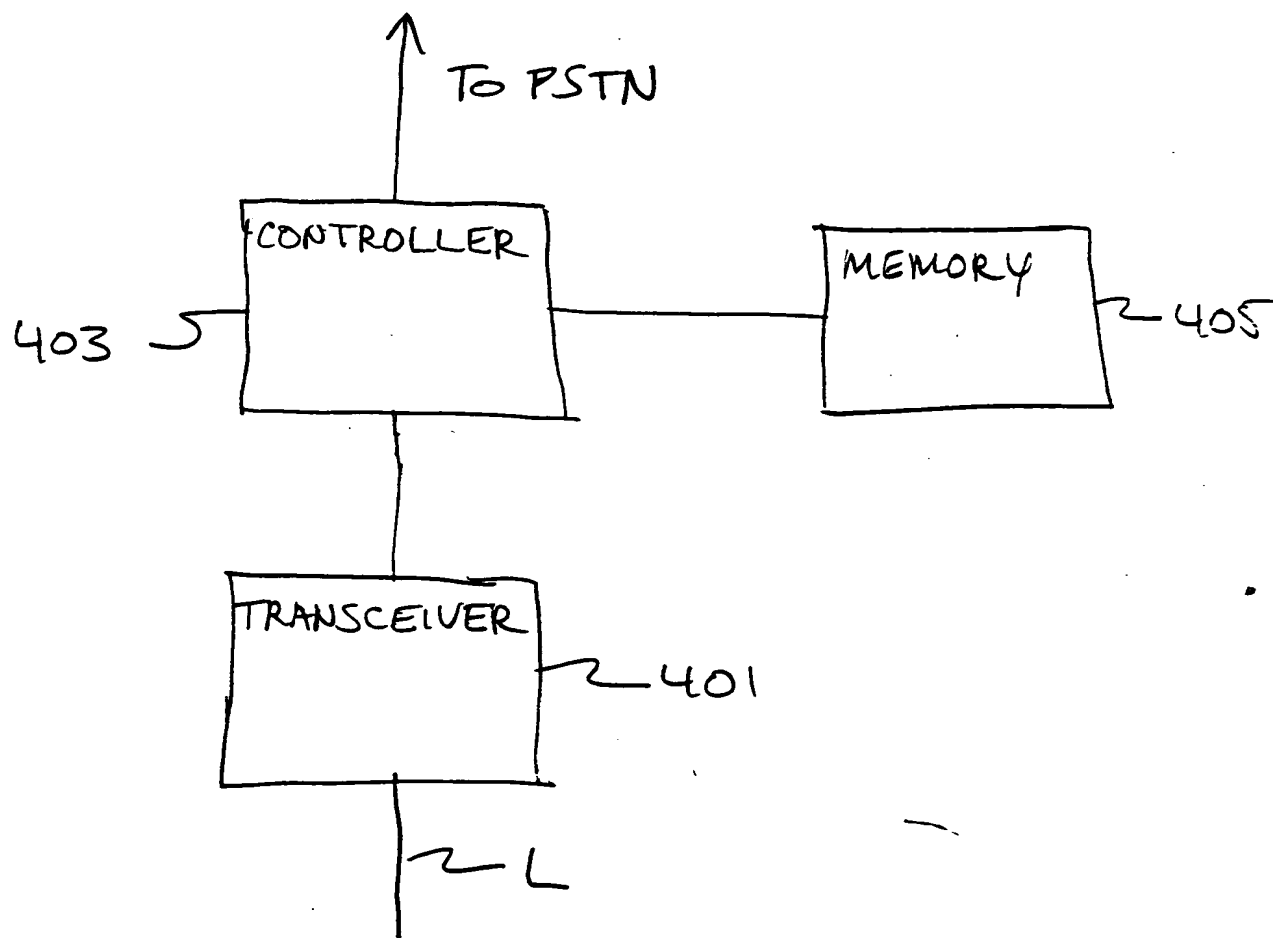 TO PSTN
CONTROLLER
MEMORY
403
405
TRANSCEIVER
401
L